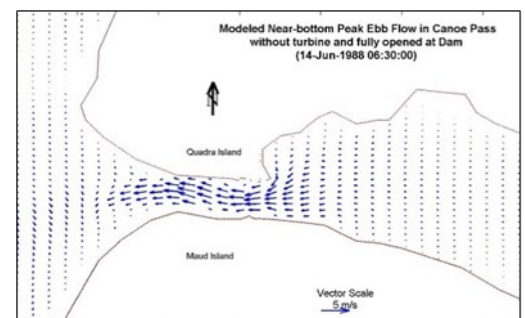 Modeled Near-bottom Peak Ebb Flow in Canoe Pass
without turbine and fully opened at Dam
(14-Jun-1988 06:30:00)
N
Quadra Island
Maud Island
Vector Scale
5 m/s